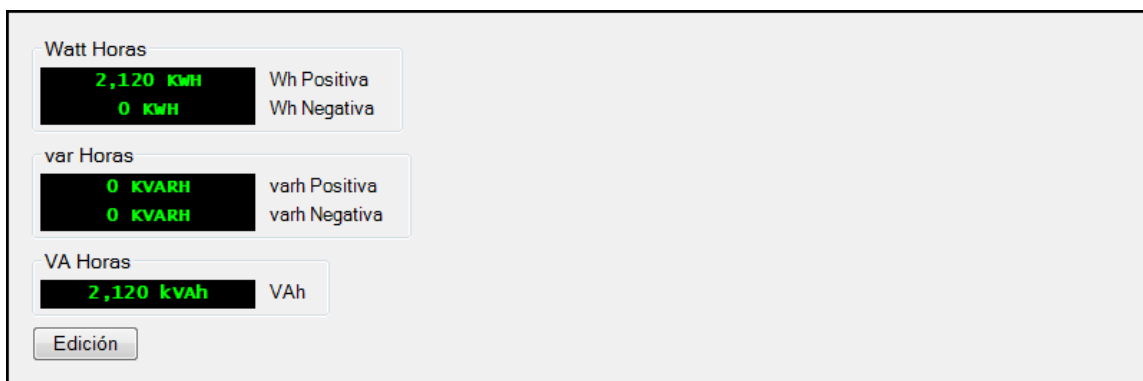 Watt Horas
2,120 KWH Wh Positiva
0 KWH Wh Negativa
var Horas
0 KVARH varh Positiva
0 KVARH varh Negativa
VA Horas
2,120 kVAh VAh
Edición